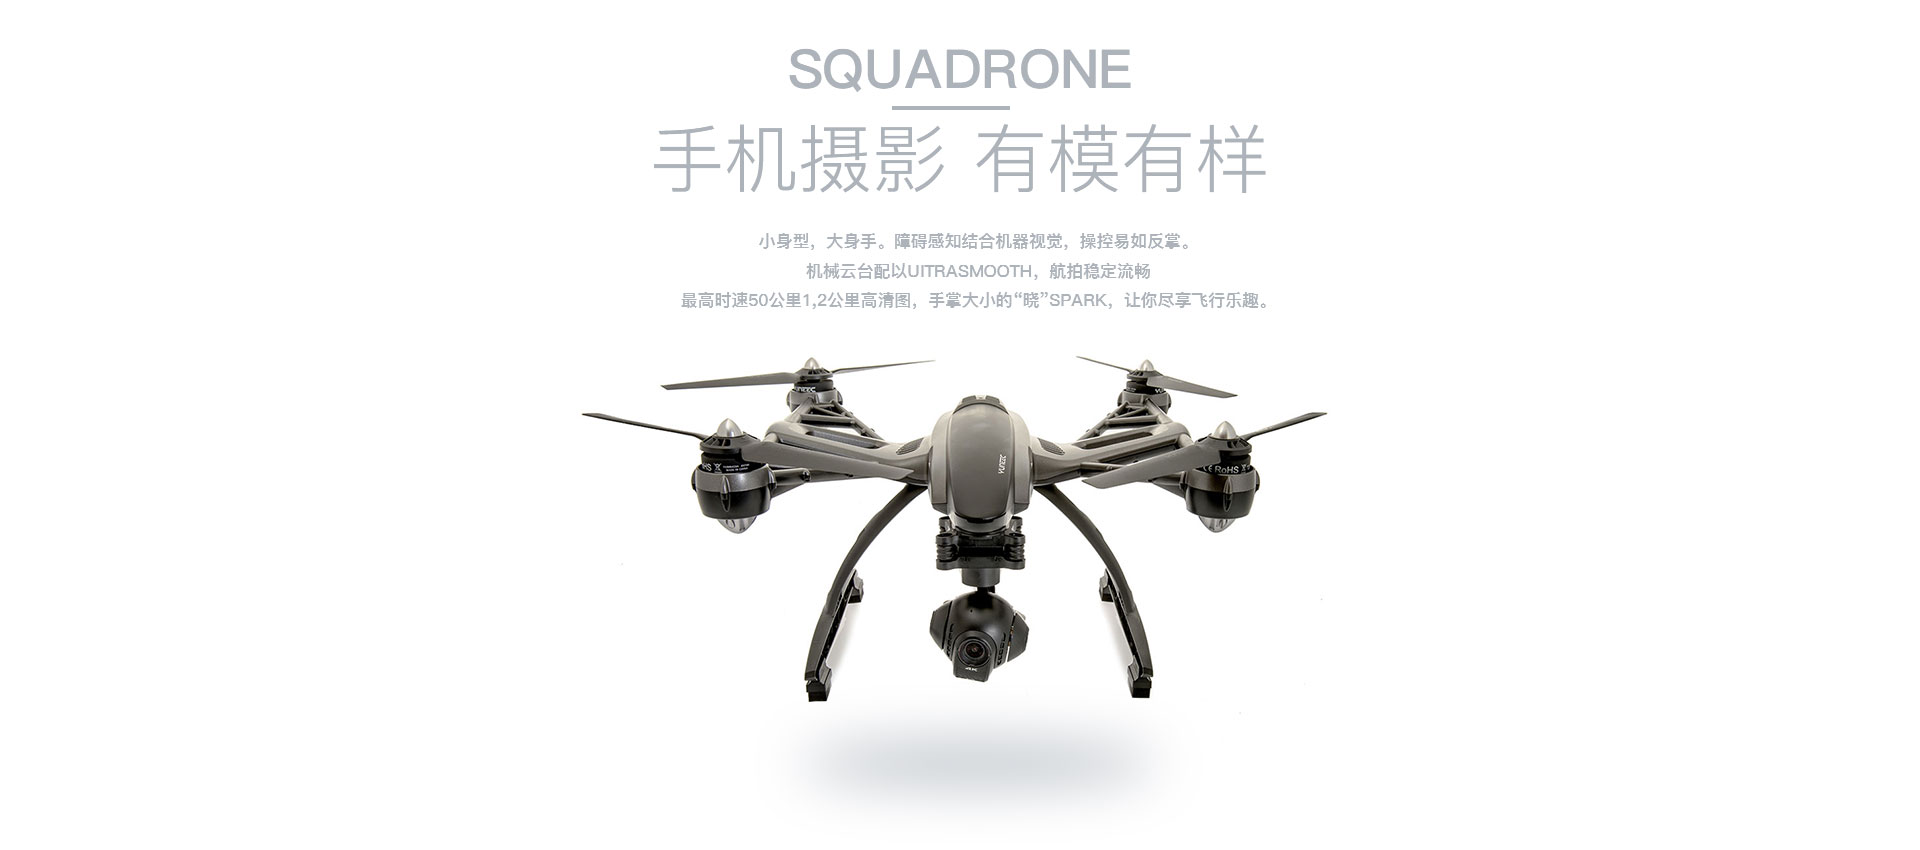 SQUADRONE
手机摄影 有模有样
小身型，大身手。障碍感知结合机器视觉，操控易如反掌。
机械云台配以UITRASMOOTH，航拍稳定流畅
最高时速50公里1,2公里高清图，手掌大小的“晓”SPARK，让你尽享飞行乐趣。
YUNEEC
RoHS
4K